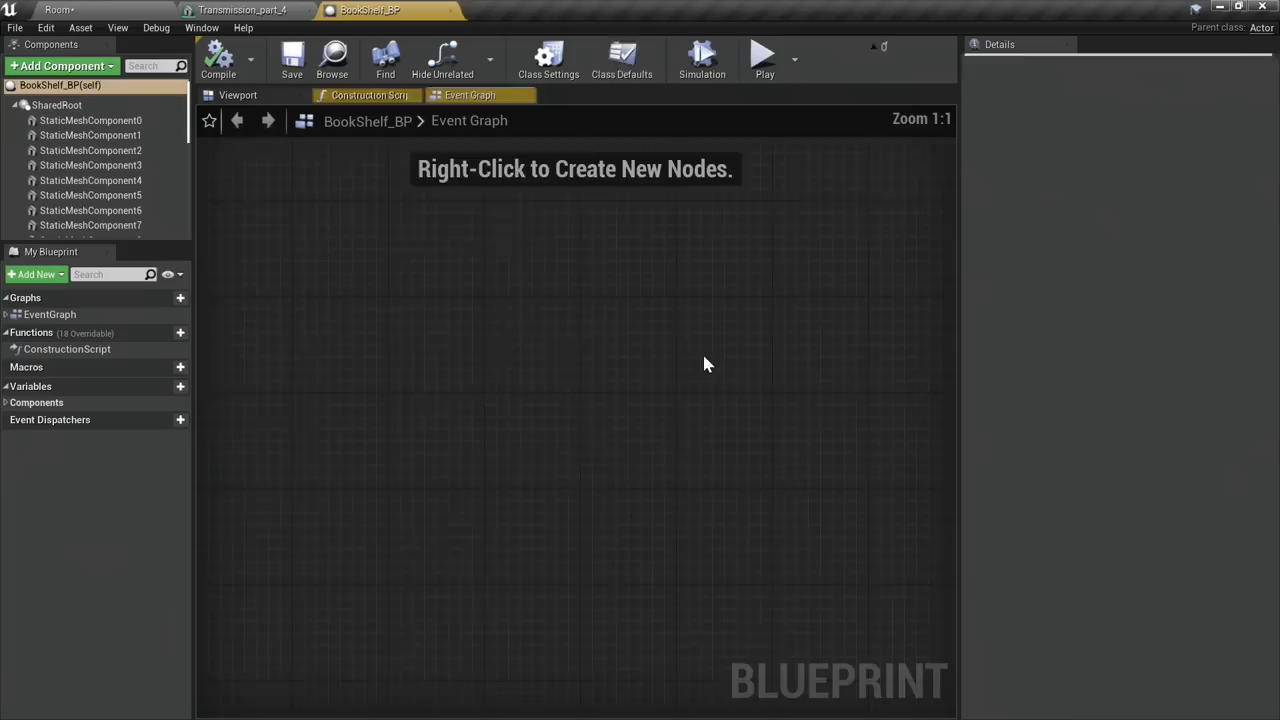 Room•
Transmission_part_4
BookShelf_BP
File Edit Asset View Debug Window Help
Parent class: Actor
Components
Details
+Add Component
Search
Compile
Save
Browse
Find
Hide Unrelated
Class Settings
Class Defaults
Simulation
Play
BookShelf_BP(self)
Viewport
Construction Scrip
Event Graph
SharedRoot
StaticMeshComponent0
BookShelf_BP > Event Graph
Zoom 1:1
StaticMeshComponent1
StaticMeshComponent2
StaticMeshComponent3
Right-Click to Create New Nodes.
StaticMeshComponent4
StaticMeshComponent5
StaticMeshComponent6
StaticMeshComponent7
My Blueprint
+Add New
Search
Graphs
EventGraph
Functions (18 Overridable)
ConstructionScript
Macros
Variables
Components
Event Dispatchers
BLUEPRINT